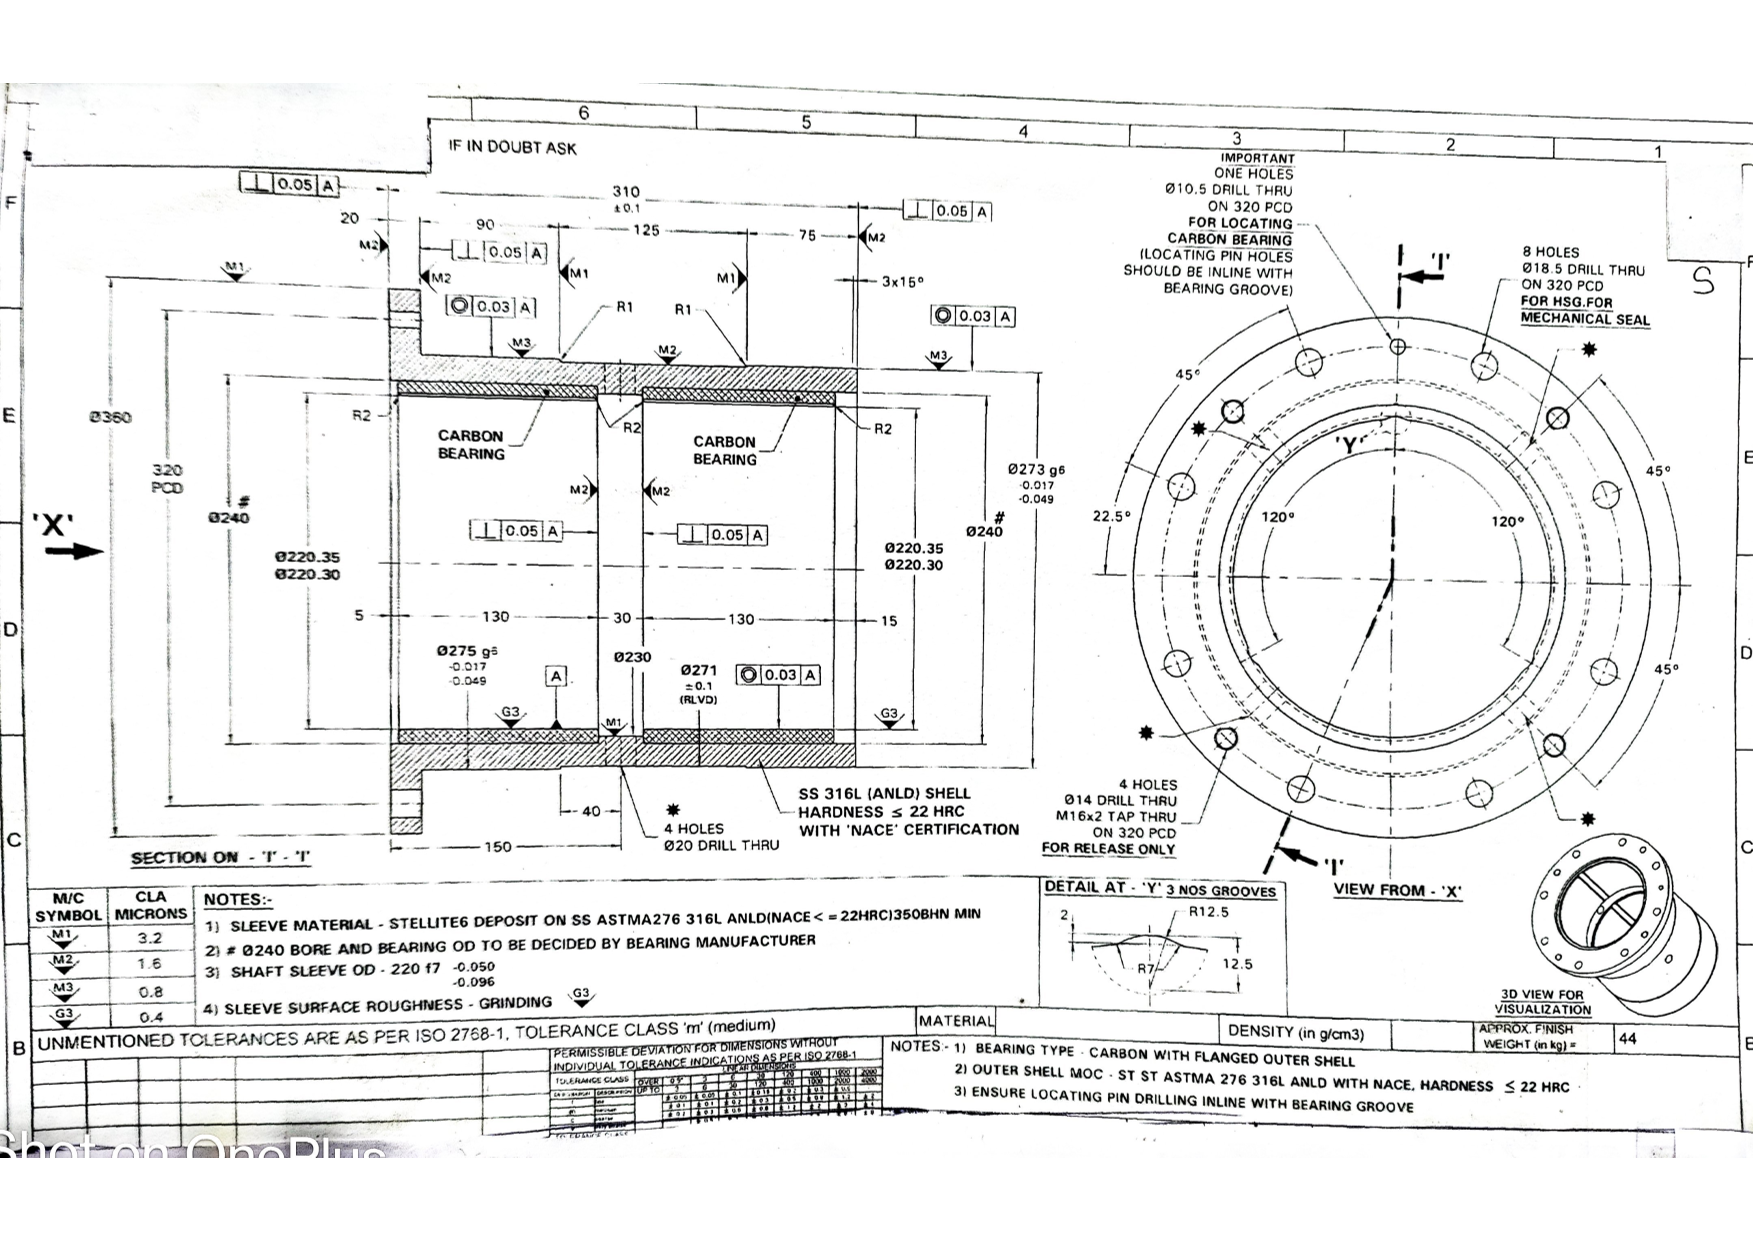 6
5
4
3
2
1
IF IN DOUBT ASK
F
E
D
C
B
⊥ 0.05 A
310
±0.1
⊥ 0.05 A
20
90
125
75
M2
M2
⊥ 0.05 A
M1
M2
M1
M1
3x15°
◎ 0.03 A
R1
R1
◎ 0.03 A
M3
M2
M3
R2
R2
R2
CARBON
BEARING
CARBON
BEARING
Ø360
320
PCD
#
Ø240
'X'
M2
M2
⊥ 0.05 A
⊥ 0.05 A
Ø273 g6
-0.017
-0.049
#
Ø240
Ø220.35
Ø220.30
Ø220.35
Ø220.30
5
130
30
130
15
Ø275 g6
-0.017
-0.049
A
Ø230
Ø271
±0.1
(RLVD)
◎ 0.03 A
G3
M1
G3
40
150
4 HOLES
Ø20 DRILL THRU
SS 316L (ANLD) SHELL
HARDNESS ≤ 22 HRC
WITH 'NACE' CERTIFICATION
SECTION ON - 'I' - 'I'
IMPORTANT
ONE HOLES
Ø10.5 DRILL THRU
ON 320 PCD
FOR LOCATING
CARBON BEARING
(LOCATING PIN HOLES
SHOULD BE INLINE WITH
BEARING GROOVE)
'I'
8 HOLES
Ø18.5 DRILL THRU
ON 320 PCD
FOR HSG.FOR
MECHANICAL SEAL
S
45°
'Y'
45°
22.5°
120°
120°
45°
4 HOLES
Ø14 DRILL THRU
M16x2 TAP THRU
ON 320 PCD
FOR RELEASE ONLY
'I'
VIEW FROM - 'X'
M/C
SYMBOL
CLA
MICRONS
M1
3.2
M2
1.6
M3
0.8
G3
0.4
NOTES:-
1) SLEEVE MATERIAL - STELLITE6 DEPOSIT ON SS ASTMA276 316L ANLD(NACE < = 22HRC)350BHN MIN
2) # Ø240 BORE AND BEARING OD TO BE DECIDED BY BEARING MANUFACTURER
3) SHAFT SLEEVE OD - 220 f7 -0.050
-0.096
4) SLEEVE SURFACE ROUGHNESS - GRINDING G3
DETAIL AT - 'Y' 3 NOS GROOVES
2
R12.5
R7
12.5
3D VIEW FOR
VISUALIZATION
UNMENTIONED TOLERANCES ARE AS PER ISO 2768-1, TOLERANCE CLASS 'm' (medium)
MATERIAL
DENSITY (in g/cm3)
APPROX. FINISH
WEIGHT (in kg) =
44
PERMISSIBLE DEVIATION FOR DIMENSIONS WITHOUT
INDIVIDUAL TOLERANCE INDICATIONS AS PER ISO 2768-1
LINEAR DIMENSIONS
TOLERANCE CLASS
OVER
UP TO
NOTES:- 1) BEARING TYPE - CARBON WITH FLANGED OUTER SHELL
2) OUTER SHELL MOC - ST ST ASTMA 276 316L ANLD WITH NACE, HARDNESS ≤ 22 HRC
3) ENSURE LOCATING PIN DRILLING INLINE WITH BEARING GROOVE
Shot on OnePlus